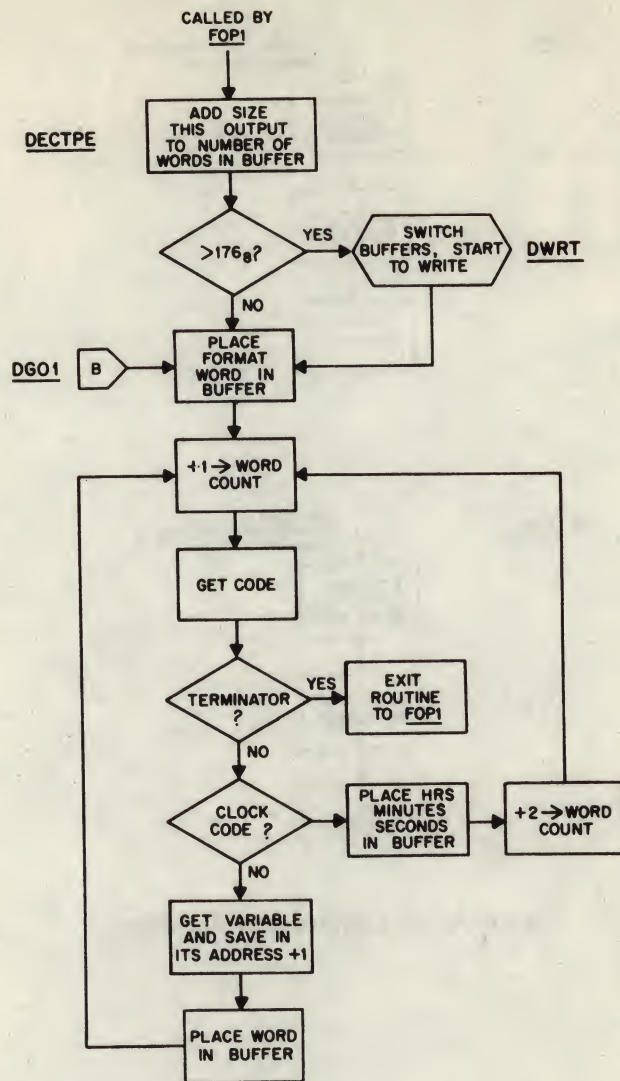 CALLED BY
FOP1
DECTPE
ADD SIZE
THIS OUTPUT
TO NUMBER OF
WORDS IN BUFFER
>176₈?
YES
SWITCH
BUFFERS, START
TO WRITE
DWRT
NO
DGO1
B
PLACE
FORMAT
WORD IN
BUFFER
+1→WORD
COUNT
GET CODE
TERMINATOR
?
YES
EXIT
ROUTINE
TO FOP1
NO
CLOCK
CODE ?
PLACE HRS
MINUTES
SECONDS
IN BUFFER
+2→WORD
COUNT
NO
GET VARIABLE
AND SAVE IN
ITS ADDRESS +1
PLACE WORD
IN BUFFER